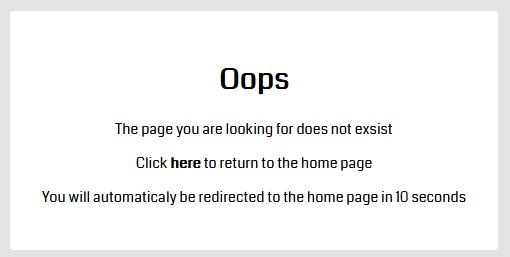 Oops
The page you are looking for does not exsist
Click here to return to the home page
You will automaticaly be redirected to the home page in 10 seconds